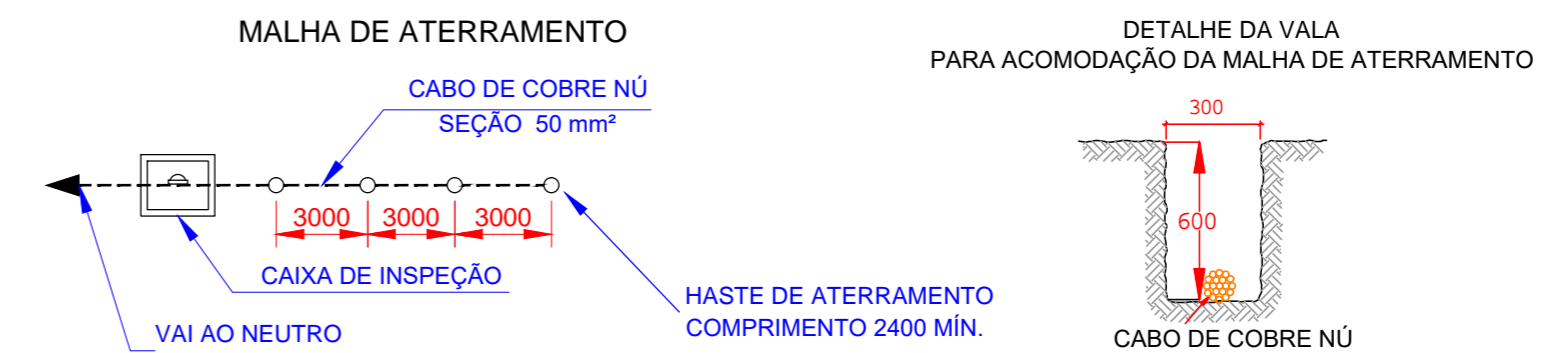 MALHA DE ATERRAMENTO
CABO DE COBRE NÚ
SEÇÃO 50 mm²
3000 3000 3000
CAIXA DE INSPEÇÃO
HASTE DE ATERRAMENTO
COMPRIMENTO 2400 MÍN.
VAI AO NEUTRO
DETALHE DA VALA
PARA ACOMODAÇÃO DA MALHA DE ATERRAMENTO
300
600
CABO DE COBRE NÚ